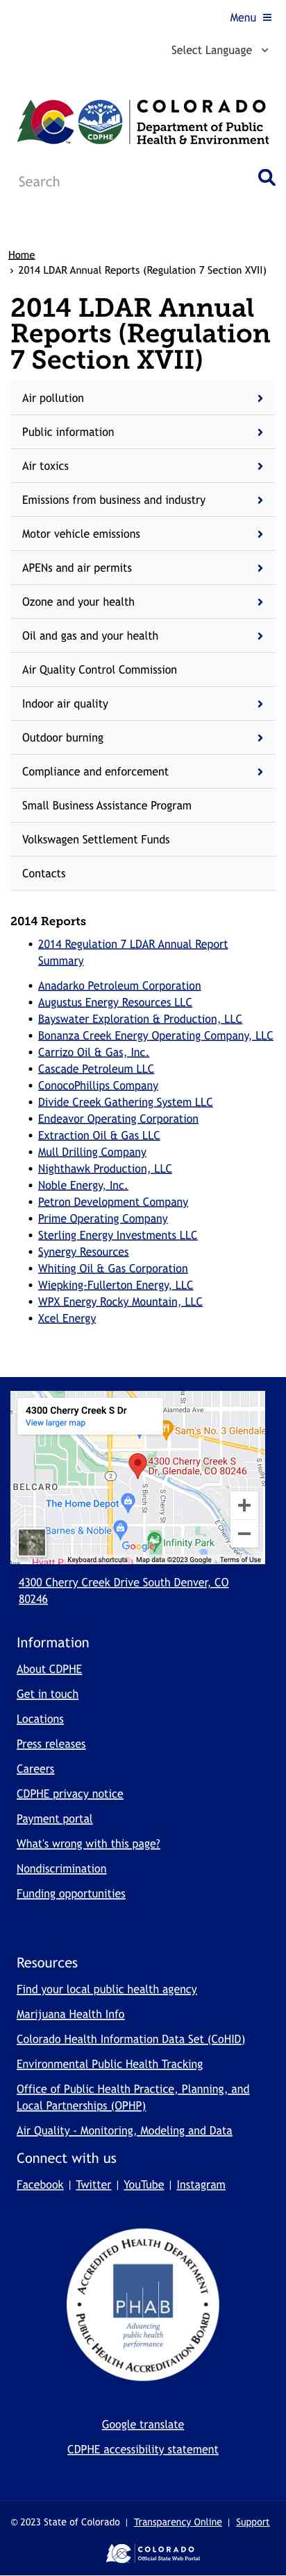 Menu
Select Language
CDPHE
COLORADO
Department of Public
Health & Environment
Search
Home
› 2014 LDAR Annual Reports (Regulation 7 Section XVII)
2014 LDAR Annual
Reports (Regulation
7 Section XVII)
Air pollution
Public information
Air toxics
Emissions from business and industry
Motor vehicle emissions
APENs and air permits
Ozone and your health
Oil and gas and your health
Air Quality Control Commission
Indoor air quality
Outdoor burning
Compliance and enforcement
Small Business Assistance Program
Volkswagen Settlement Funds
Contacts
2014 Reports
• 2014 Regulation 7 LDAR Annual Report
Summary
• Anadarko Petroleum Corporation
• Augustus Energy Resources LLC
• Bayswater Exploration & Production, LLC
• Bonanza Creek Energy Operating Company, LLC
• Carrizo Oil & Gas, Inc.
• Cascade Petroleum LLC
• ConocoPhillips Company
• Divide Creek Gathering System LLC
• Endeavor Operating Corporation
• Extraction Oil & Gas LLC
• Mull Drilling Company
• Nighthawk Production, LLC
• Noble Energy, Inc.
• Petron Development Company
• Prime Operating Company
• Sterling Energy Investments LLC
• Synergy Resources
• Whiting Oil & Gas Corporation
• Wiepking-Fullerton Energy, LLC
• WPX Energy Rocky Mountain, LLC
• Xcel Energy
4300 Cherry Creek S Dr
View larger map
Alameda Ave
Sam's No. 3 Glendale
4300 Cherry Creek S
Dr, Glendale, CO 80246
2
BELCARO
S Birch St
The Home Depot
Barnes & Noble
Infinity Park
Google
Keyboard shortcuts Map data ©2023 Google Terms of Use
4300 Cherry Creek Drive South Denver, CO
80246
Information
About CDPHE
Get in touch
Locations
Press releases
Careers
CDPHE privacy notice
Payment portal
What's wrong with this page?
Nondiscrimination
Funding opportunities
Resources
Find your local public health agency
Marijuana Health Info
Colorado Health Information Data Set (CoHID)
Environmental Public Health Tracking
Office of Public Health Practice, Planning, and
Local Partnerships (OPHP)
Air Quality - Monitoring, Modeling and Data
Connect with us
Facebook | Twitter | YouTube | Instagram
ACCREDITED HEALTH DEPARTMENT
PHAB
Advancing
public health
performance
PUBLIC HEALTH ACCREDITATION BOARD
Google translate
CDPHE accessibility statement
© 2023 State of Colorado | Transparency Online | Support
COLORADO
Official State Web Portal